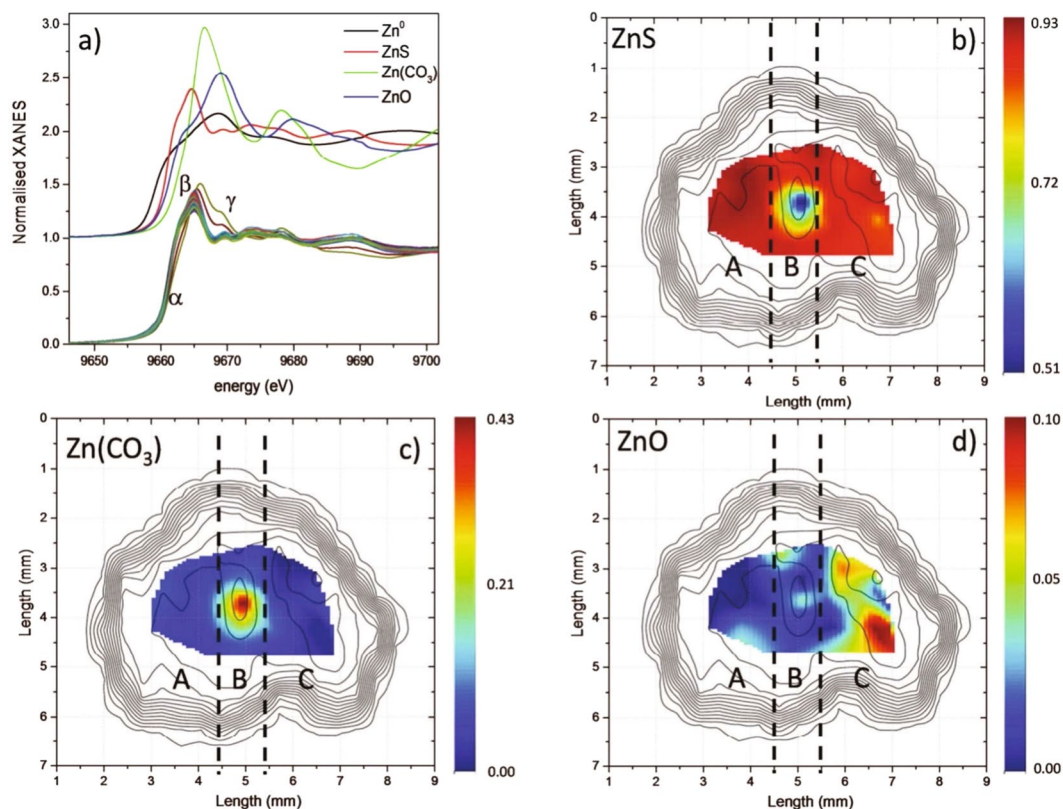 a)
Zn⁰
ZnS
Zn(CO₃)
ZnO
β
γ
α
3.0
2.5
2.0
1.5
1.0
0.5
0.0
Normalised XANES
9650 9660 9670 9680 9690 9700
energy (eV)
ZnS
b)
0
1
2
3
4
5
6
7
Length (mm)
A B C
1 2 3 4 5 6 7 8 9
Length (mm)
0.93
0.72
0.51
Zn(CO₃)
c)
0
1
2
3
4
5
6
7
Length (mm)
A B C
1 2 3 4 5 6 7 8 9
Length (mm)
0.43
0.21
0.00
ZnO
d)
0
1
2
3
4
5
6
7
Length (mm)
A B C
1 2 3 4 5 6 7 8 9
Length (mm)
0.10
0.05
0.00